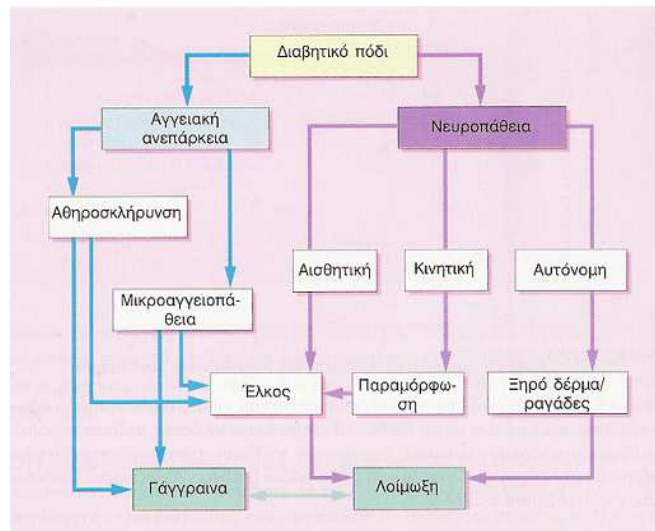 Διαβητικό πόδι
Αγγειακή
ανεπάρκεια
Νευροπάθεια
Αθηροσκλήρυνση
Αισθητική
Κινητική
Αυτόνομη
Μικροαγγειοπά-
θεια
Έλκος
Παραμόρφω-
ση
Ξηρό δέρμα/
ραγάδες
Γάγγραινα
Λοίμωξη